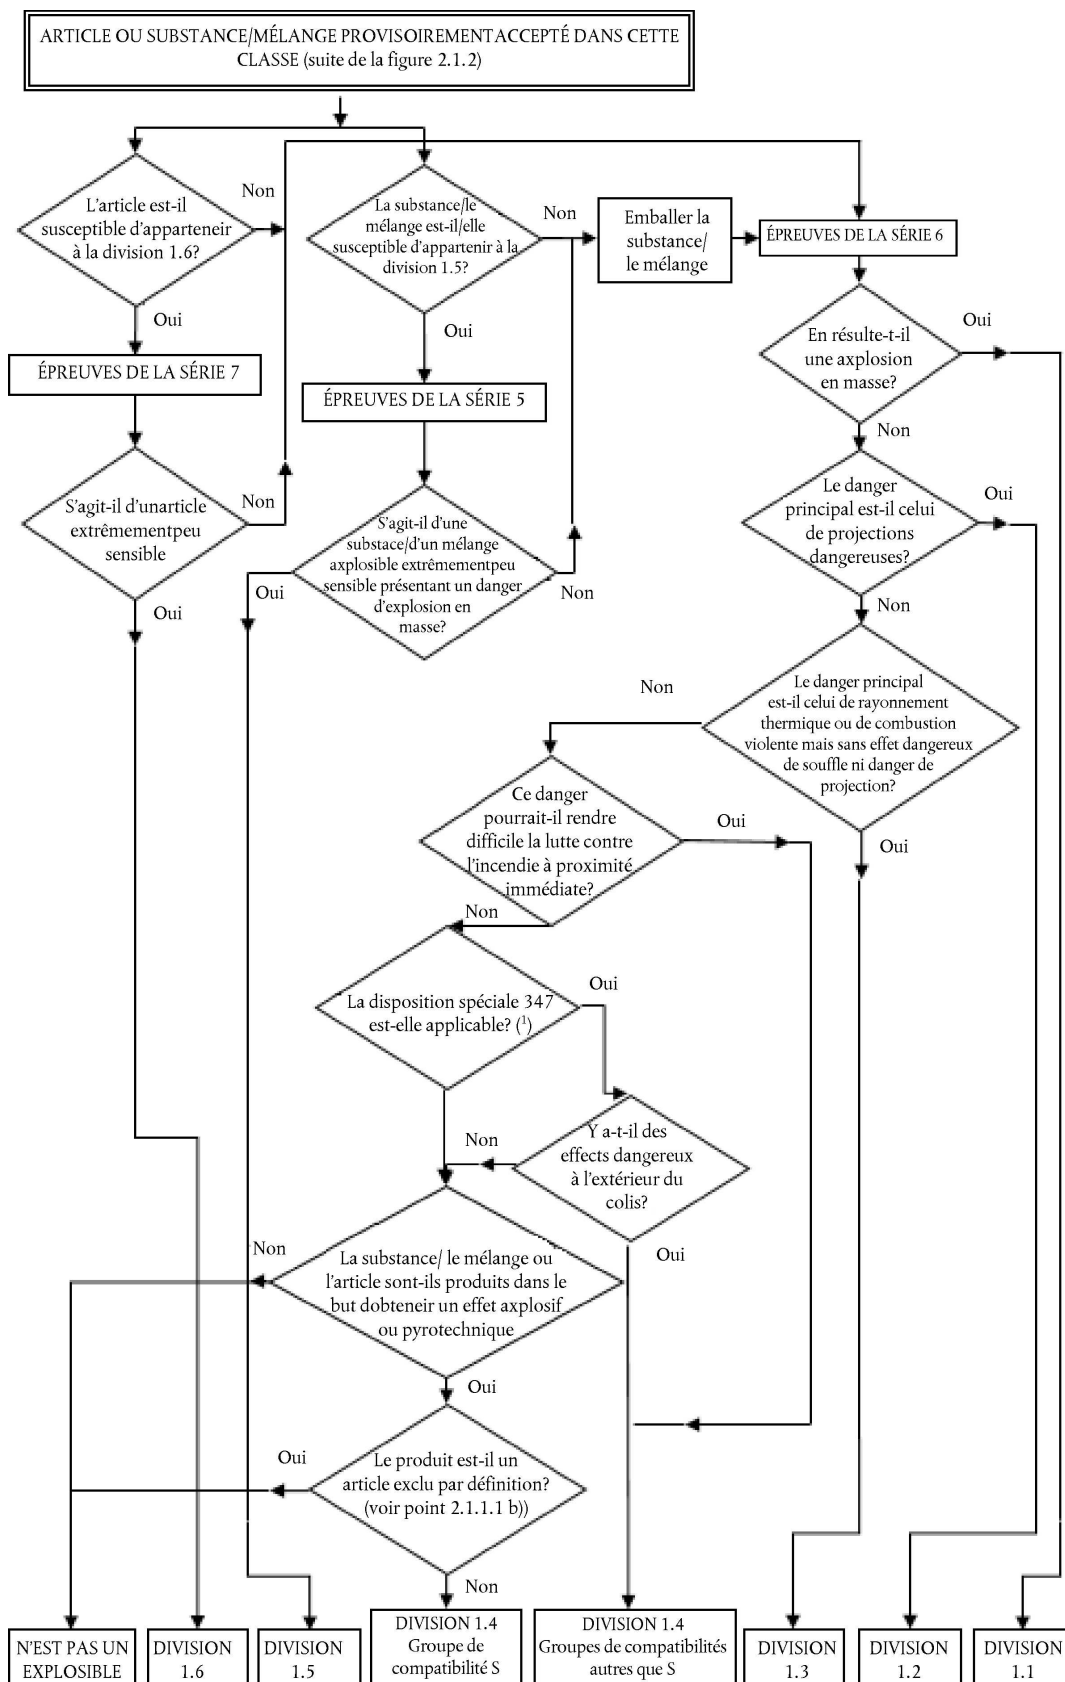 ARTICLE OU SUBSTANCE/MÉLANGE PROVISOIREMENTACCEPTÉ DANS CETTE
CLASSE (suite de la figure 2.1.2)
L'article est-il
susceptible d'apparteneir
à la division 1.6?
Non
Oui
La substance/le
mélange est-il/elle
susceptible d'appartenir à la
division 1.5?
Non
Oui
Emballer la
substance/
le mélange
ÉPREUVES DE LA SÉRIE 6
En résulte-t-il
une axplosion
en masse?
Oui
Non
ÉPREUVES DE LA SÉRIE 7
ÉPREUVES DE LA SÉRIE 5
S'agit-il d'unarticle
extrêmementpeu
sensible
Non
Oui
S'agit-il d'une
substace/d'un mélange
axplosible extrêmementpeu
sensible présentant un danger
d'explosion en
masse?
Oui
Non
Le danger
principal est-il celui
de projections
dangereuses?
Oui
Non
Le danger principal
est-il celui de rayonnement
thermique ou de combustion
violente mais sans effet dangereux
de souffle ni danger de
projection?
Non
Oui
Ce danger
pourrait-il rendre
difficile la lutte contre
l'incendie à proximité
immédiate?
Oui
Non
La disposition spéciale 347
est-elle applicable? (¹)
Oui
Y a-t-il des
effects dangereux
à l'extérieur du
colis?
Non
Oui
La substance/ le mélange ou
l'article sont-ils produits dans le
but dobteneir un effet axplosif
ou pyrotechnique
Non
Oui
Le produit est-il un
article exclu par définition?
(voir point 2.1.1.1 b))
Oui
Non
N'EST PAS UN
EXPLOSIBLE
DIVISION
1.6
DIVISION
1.5
DIVISION 1.4
Groupe de
compatibilité S
DIVISION 1.4
Groupes de compatibilités
autres que S
DIVISION
1.3
DIVISION
1.2
DIVISION
1.1